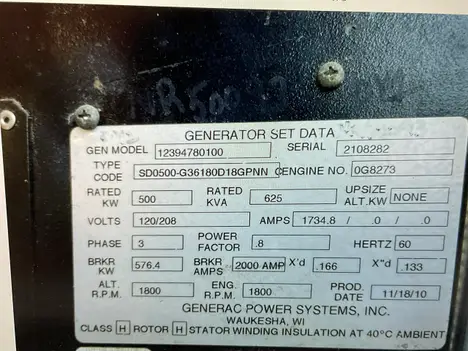 GENERATOR SET DATA
GEN MODEL 12394780100 SERIAL 2108282
TYPE CODE SD0500-G36180D18GPNN C ENGINE NO. 0G8273
RATED KW 500 RATED KVA 625 UPSIZE ALT.KW NONE
VOLTS 120/208 AMPS 1734.8 / .0 / .0
PHASE 3 POWER FACTOR .8 HERTZ 60
BRKR KW 576.4 BRKR AMPS 2000 AMP X'd .166 X"d .133
ALT. R.P.M. 1800 ENG. R.P.M. 1800 PROD. DATE 11/18/10
GENERAC POWER SYSTEMS, INC.
WAUKESHA, WI
CLASS H ROTOR H STATOR WINDING INSULATION AT 40°C AMBIENT